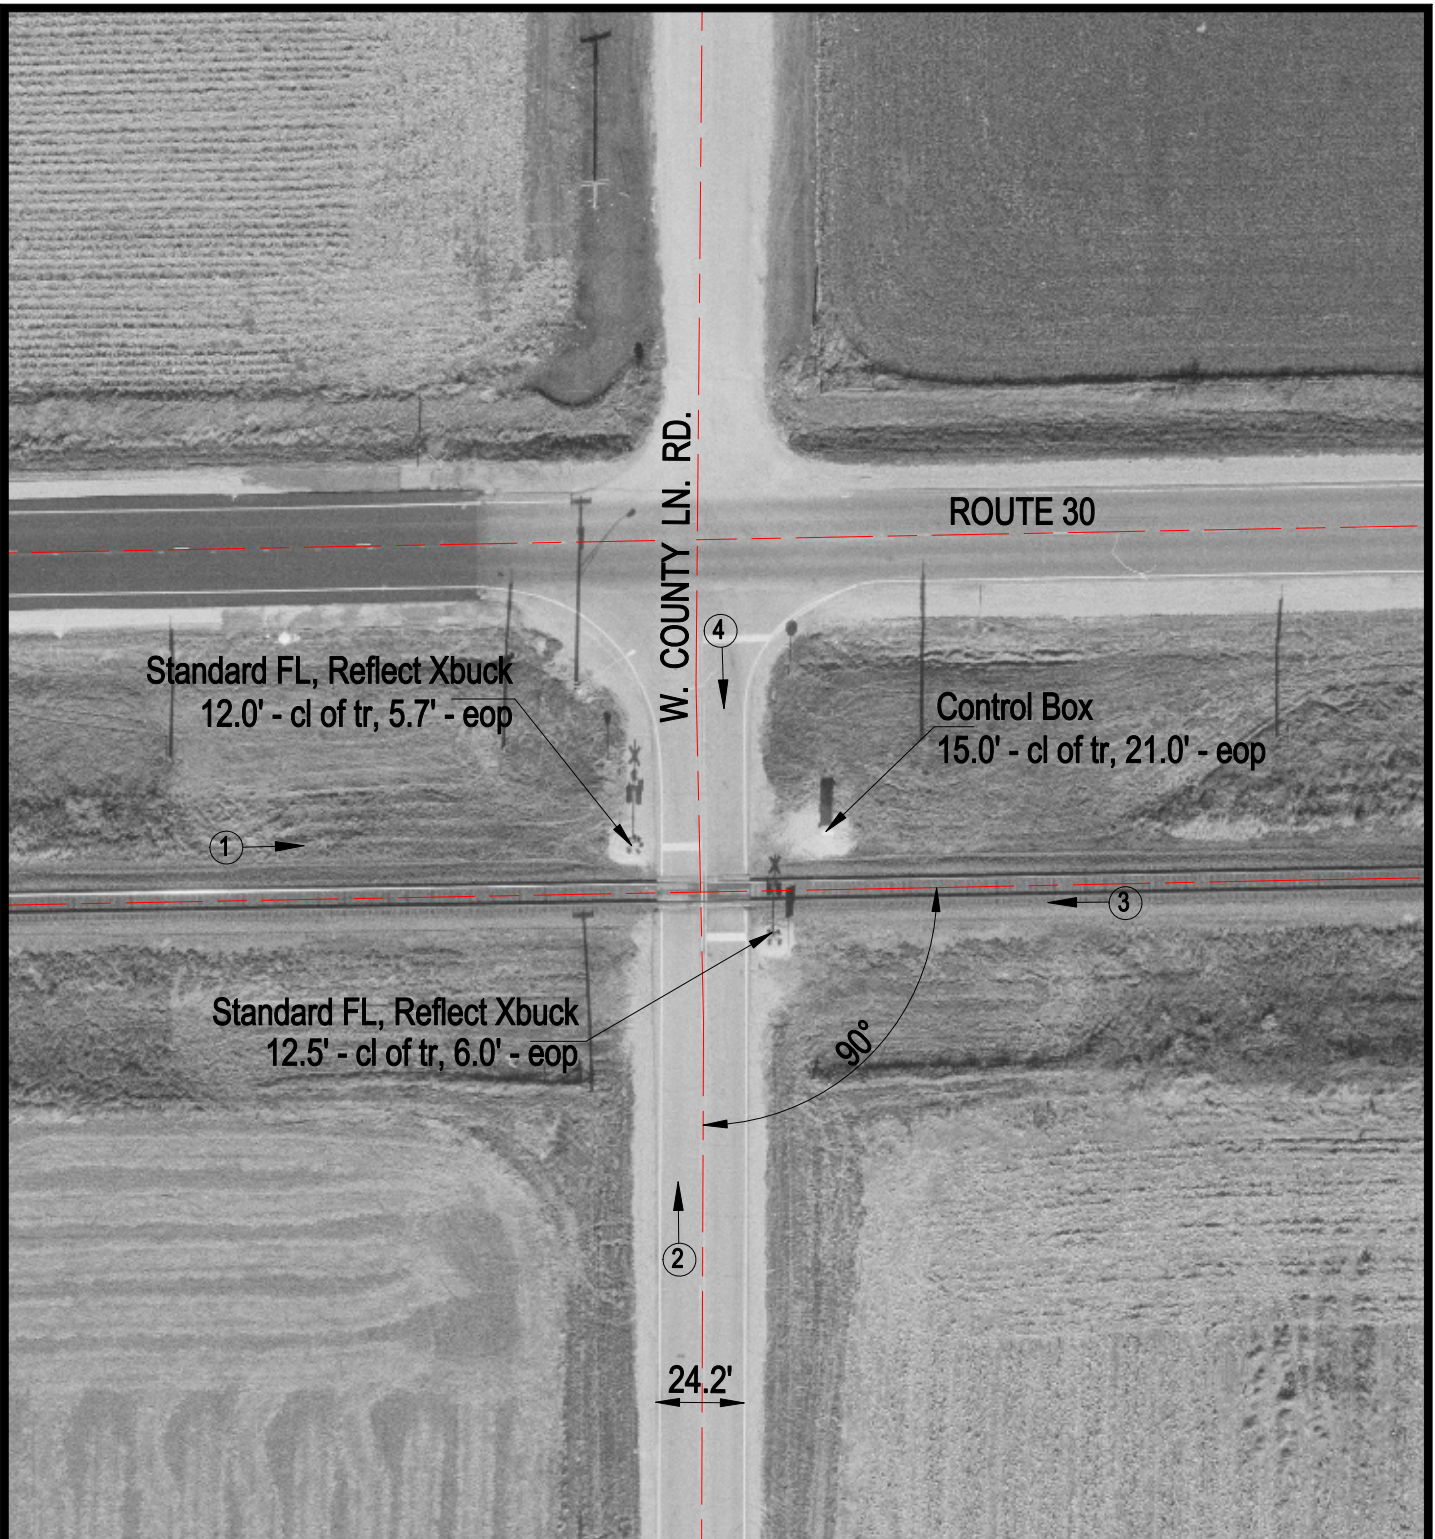 W. COUNTY LN. RD.
ROUTE 30
4
Standard FL, Reflect Xbuck
12.0' - cl of tr, 5.7' - eop
Control Box
15.0' - cl of tr, 21.0' - eop
1
3
Standard FL, Reflect Xbuck
12.5' - cl of tr, 6.0' - eop
90°
2
24.2'